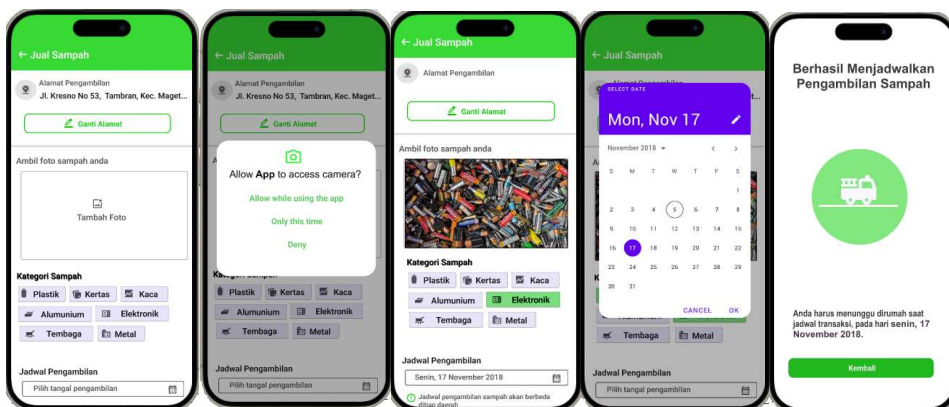 ← Jual Sampah
Alamat Pengambilan
Jl. Kresno No 53, Tambran, Kec. Maget...
Ganti Alamat
Ambil foto sampah anda
Tambah Foto
Kategori Sampah
Plastik Kertas Kaca
Alumunium Elektronik
Tembaga Metal
Jadwal Pengambilan
Pilih tangal pengambilan
← Jual Sampah
Alamat Pengambilan
Jl. Kresno No 53, Tambran, Kec. Maget...
Ganti Alamat
Allow App to access camera?
Allow while using the app
Only this time
Deny
Plastik Kertas Kaca
Alumunium Elektronik
Tembaga Metal
Jadwal Pengambilan
Pilih tangal pengambilan
← Jual Sampah
Alamat Pengambilan
Ganti Alamat
Ambil foto sampah anda
Kategori Sampah
Plastik Kertas Kaca
Alumunium Elektronik
Tembaga Metal
Jadwal Pengambilan
Senin, 17 November 2018
Jadwal pengambilan sampah akan berbeda
ditiap daerah
← Jual Sampah
SELECT DATE
Mon, Nov 17
November 2018
S M T W F S
1
2 3 4 5 6 7 8
9 10 11 12 13 14 15
16 17 18 19 20 21 22
23 24 25 26 27 28 29
30 31
CANCEL OK
Tembaga Metal
Jadwal Pengambilan
Pilih tangal pengambilan
Berhasil Menjadwalkan
Pengambilan Sampah
Anda harus menunggu dirumah saat
jadwal transaksi, pada hari senin, 17
November 2018.
Kembali